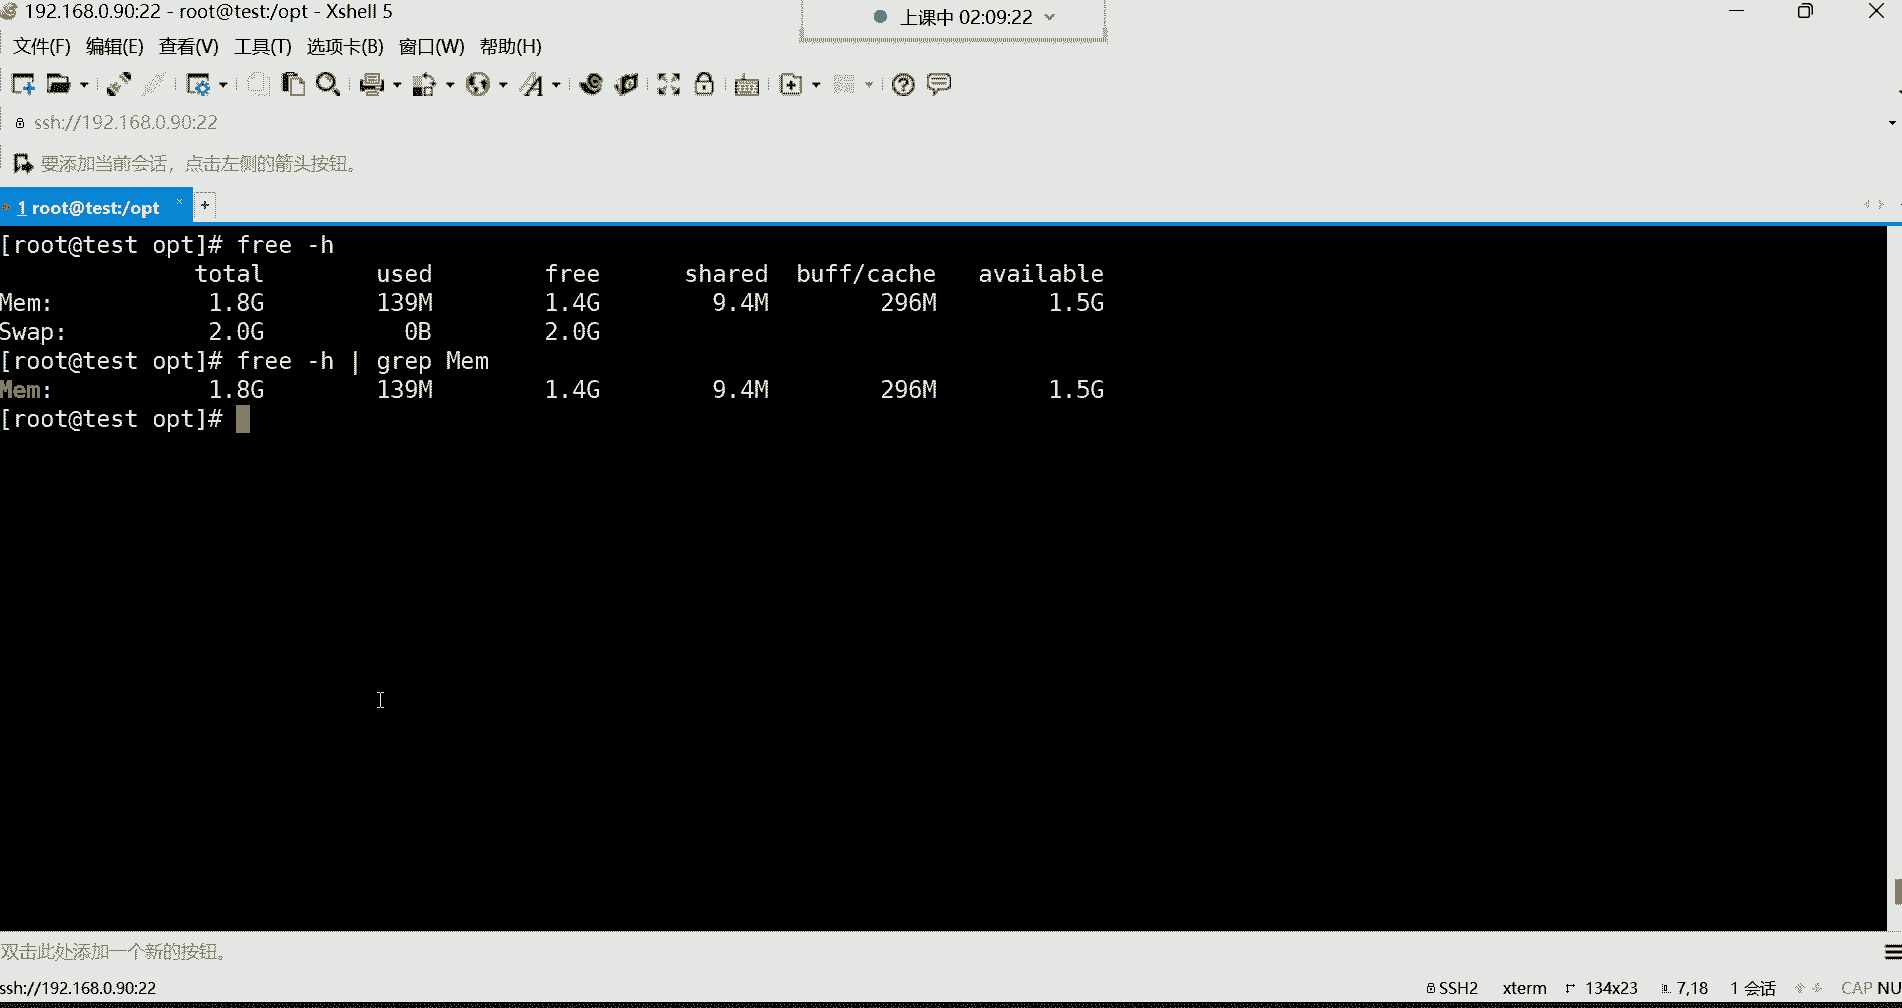 192.168.0.90:22 - root@test:/opt - Xshell 5
上课中 02:09:22
文件(F) 编辑(E) 查看(V) 工具(T) 选项卡(B) 窗口(W) 帮助(H)
ssh://192.168.0.90:22
要添加当前会话，点击左侧的箭头按钮。
1 root@test:/opt × +
[root@test opt]# free -h
total used free shared buff/cache available
Mem: 1.8G 139M 1.4G 9.4M 296M 1.5G
Swap: 2.0G 0B 2.0G
[root@test opt]# free -h | grep Mem
Mem: 1.8G 139M 1.4G 9.4M 296M 1.5G
[root@test opt]#
双击此处添加一个新的按钮。
ssh://192.168.0.90:22 SSH2 xterm 134x23 7,18 1 会话 CAP NU